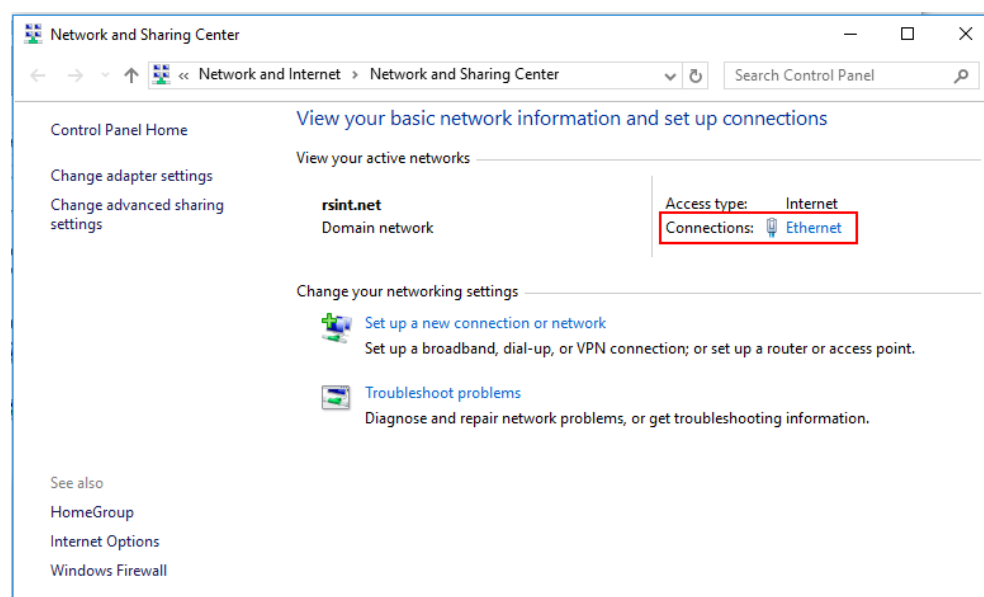 Network and Sharing Center
« Network and Internet › Network and Sharing Center
Search Control Panel
Control Panel Home
Change adapter settings
Change advanced sharing
settings
View your basic network information and set up connections
View your active networks
rsint.net
Domain network
Access type: Internet
Connections: Ethernet
Change your networking settings
Set up a new connection or network
Set up a broadband, dial-up, or VPN connection; or set up a router or access point.
Troubleshoot problems
Diagnose and repair network problems, or get troubleshooting information.
See also
HomeGroup
Internet Options
Windows Firewall